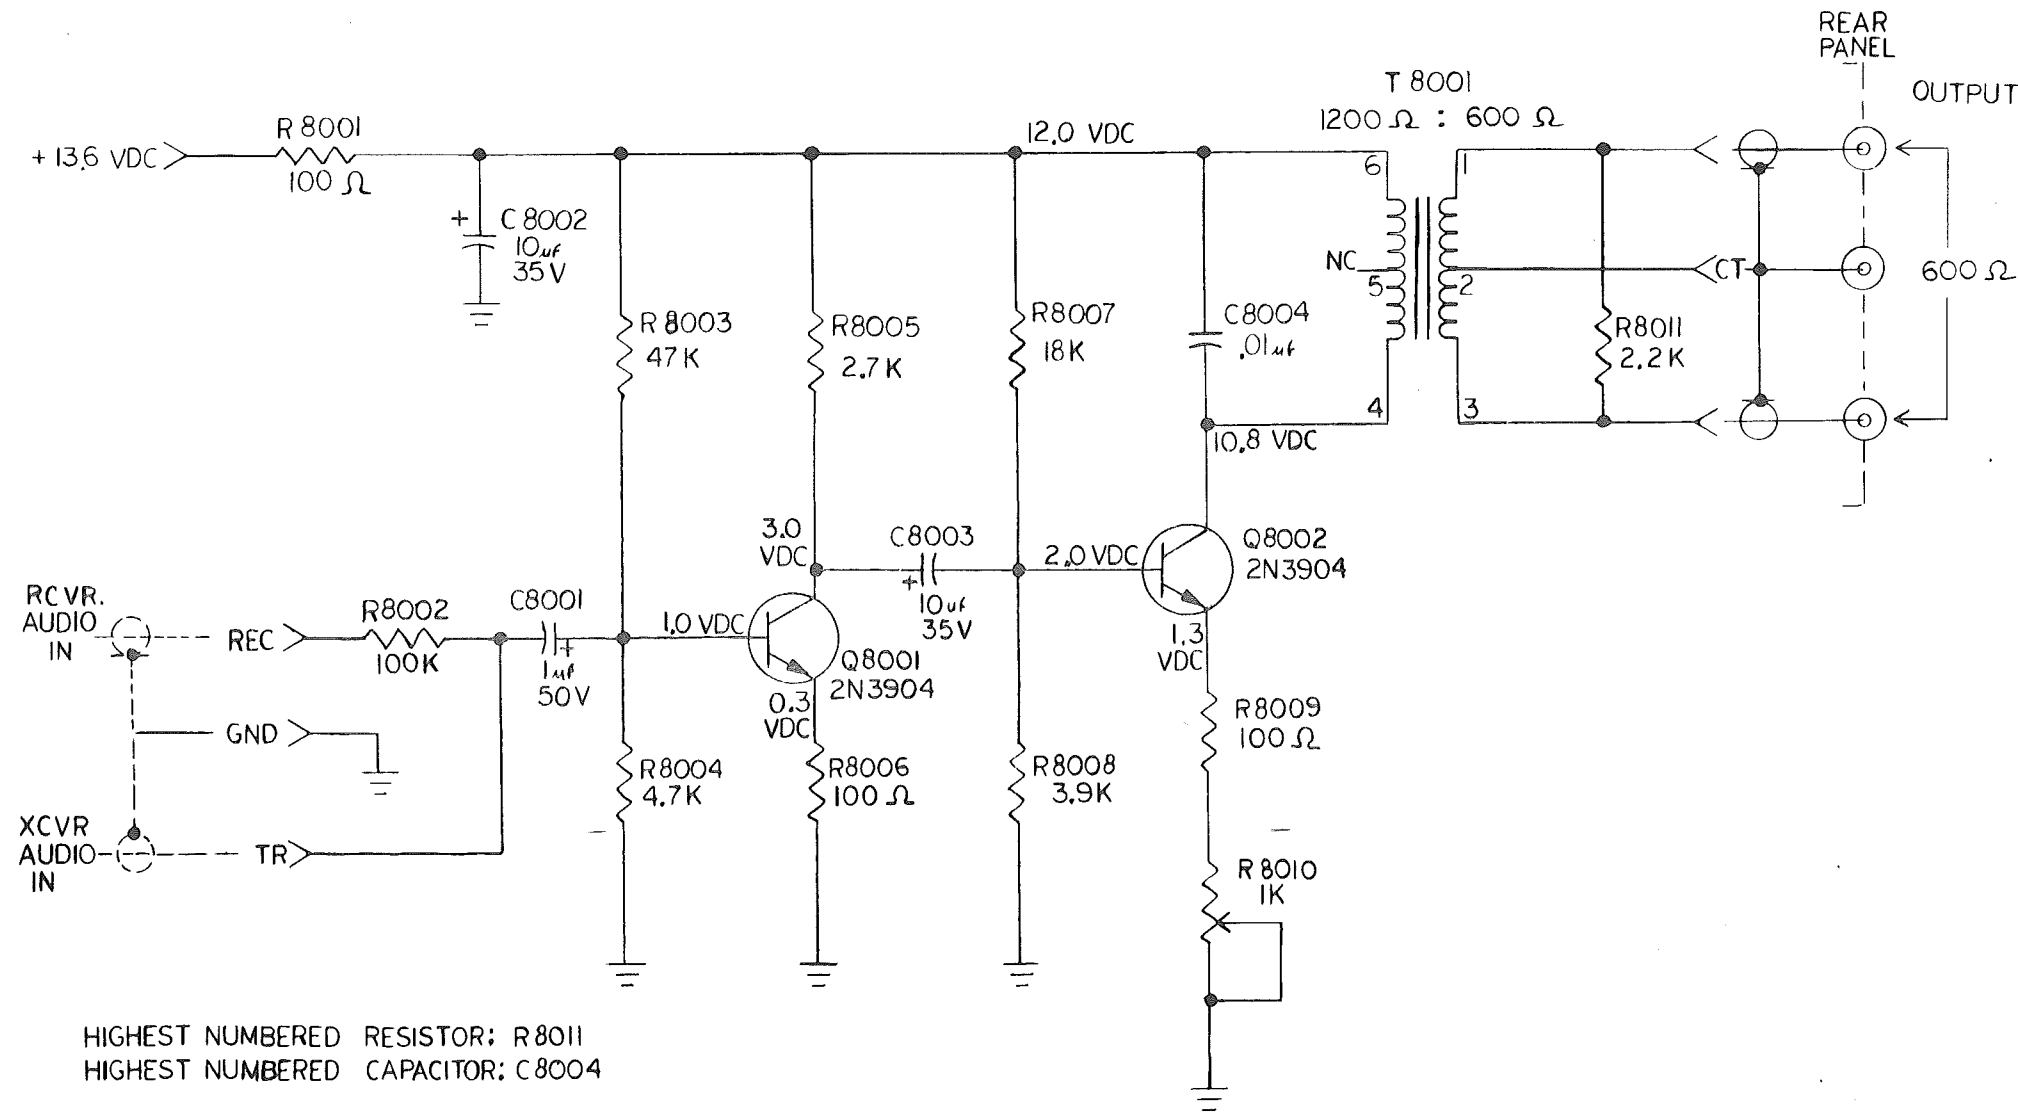 REAR
PANEL
OUTPUT
T 8001
1200 Ω : 600 Ω
+ 13.6 VDC
R 8001
100 Ω
12.0 VDC
6
1
C 8002
+
10uf
35V
NC
5
2
CT
600 Ω
R 8003
47K
R8005
2.7K
R8007
18K
C8004
.01uf
R8011
2.2K
4
3
10.8 VDC
3.0
VDC
C8003
+
10uf
35V
2.0 VDC
Q8002
2N3904
1.3
VDC
RCVR.
AUDIO
IN
REC
R8002
100K
C8001
+
1uf
50V
1.0 VDC
Q8001
2N3904
0.3
VDC
GND
R8009
100Ω
R8004
4.7K
R8006
100Ω
R8008
3.9K
XCVR
AUDIO
IN
TR
R 8010
1K
HIGHEST NUMBERED RESISTOR: R 8011
HIGHEST NUMBERED CAPACITOR: C 8004